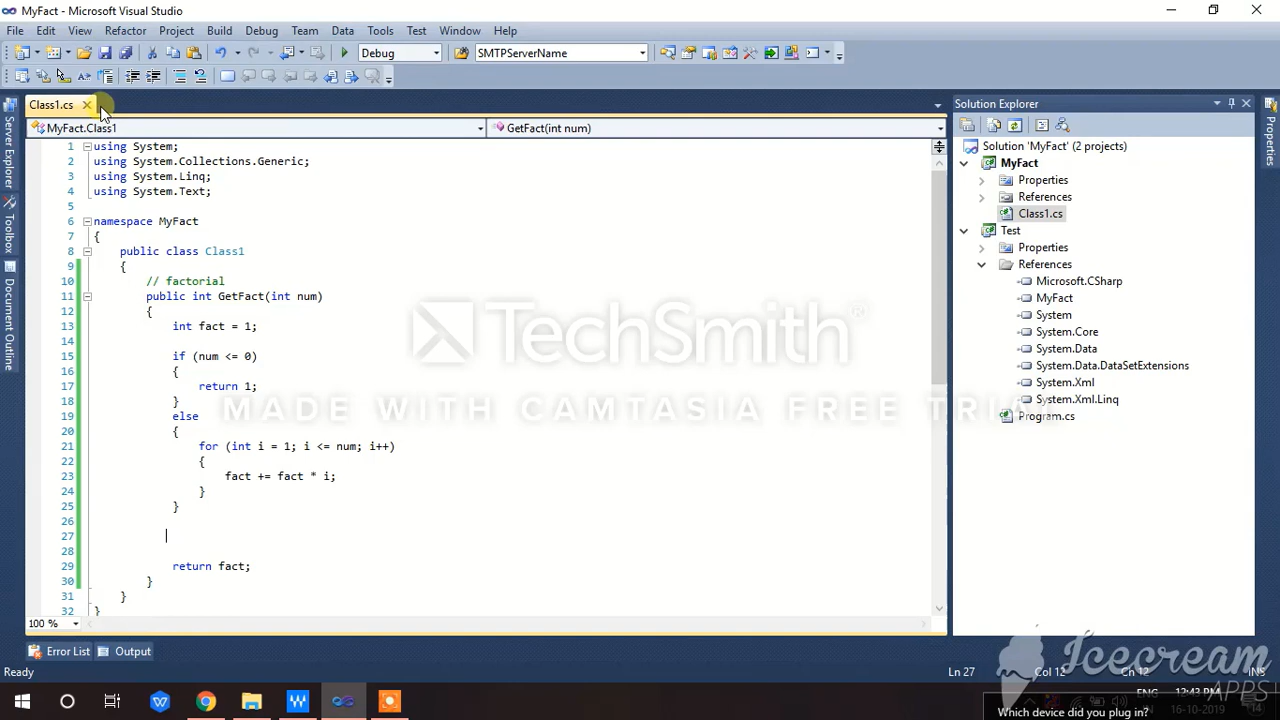 MyFact - Microsoft Visual Studio
File Edit View Refactor Project Build Debug Team Data Tools Test Window Help
Debug SMTPServerName
Class1.cs
MyFact.Class1 GetFact(int num)
1 using System;
2 using System.Collections.Generic;
3 using System.Linq;
4 using System.Text;
5
6 namespace MyFact
7 {
8 public class Class1
9 {
10 // factorial
11 public int GetFact(int num)
12 {
13 int fact = 1;
14
15 if (num <= 0)
16 {
17 return 1;
18 }
19 else
20 {
21 for (int i = 1; i <= num; i++)
22 {
23 fact += fact * i;
24 }
25 }
26
27
28
29 return fact;
30 }
31 }
32 }
100 %
Error List Output
Ready Ln 27 Col 12 Ch 12 INS
Server Explorer
Toolbox
Document Outline
Solution Explorer
Solution 'MyFact' (2 projects)
MyFact
Properties
References
Class1.cs
Test
Properties
References
Microsoft.CSharp
MyFact
System
System.Core
System.Data
System.Data.DataSetExtensions
System.Xml
System.Xml.Linq
Program.cs
Properties
TechSmith®
MADE WITH CAMTASIA FREE TRIAL
Icecream
APPS
ENG
IN
12:43 PM
16-10-2019
14
Which device did you plug in?